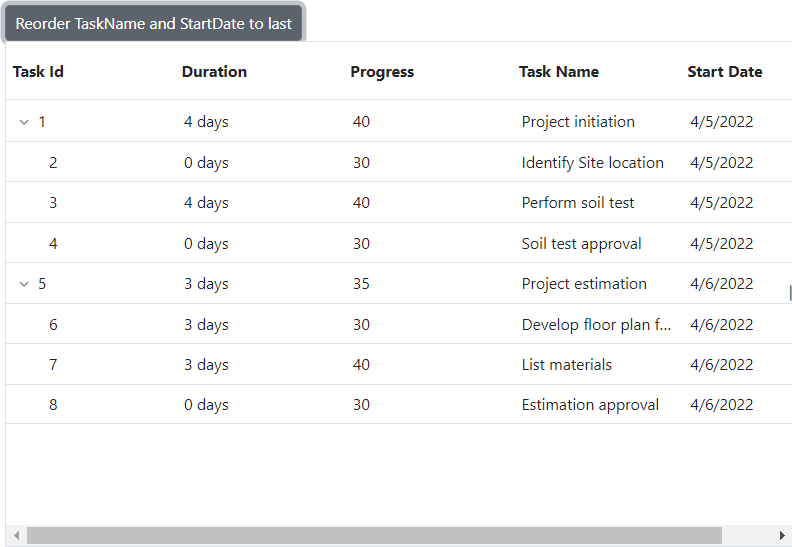 Reorder TaskName and StartDate to last
Task Id Duration Progress Task Name Start Date
1 4 days 40 Project initiation 4/5/2022
2 0 days 30 Identify Site location 4/5/2022
3 4 days 40 Perform soil test 4/5/2022
4 0 days 30 Soil test approval 4/5/2022
5 3 days 35 Project estimation 4/6/2022
6 3 days 30 Develop floor plan f... 4/6/2022
7 3 days 40 List materials 4/6/2022
8 0 days 30 Estimation approval 4/6/2022